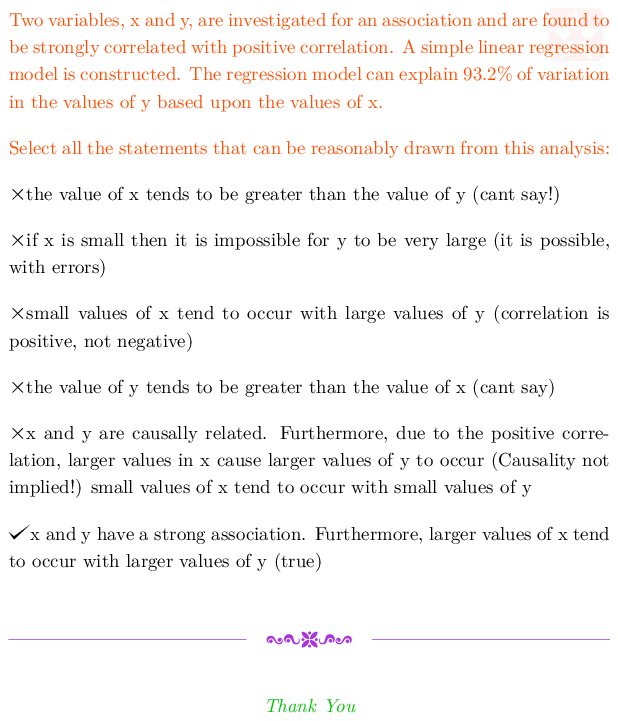 Two variables, x and y, are investigated for an association and are found to
be strongly correlated with positive correlation. A simple linear regression
model is constructed. The regression model can explain 93.2% of variation
in the values of y based upon the values of x.
Select all the statements that can be reasonably drawn from this analysis:
×the value of x tends to be greater than the value of y (cant say!)
×if x is small then it is impossible for y to be very large (it is possible,
with errors)
×small values of x tend to occur with large values of y (correlation is
positive, not negative)
×the value of y tends to be greater than the value of x (cant say)
×x and y are causally related. Furthermore, due to the positive corre-
lation, larger values in x cause larger values of y to occur (Causality not
implied!) small values of x tend to occur with small values of y
✓x and y have a strong association. Furthermore, larger values of x tend
to occur with larger values of y (true)
Thank You